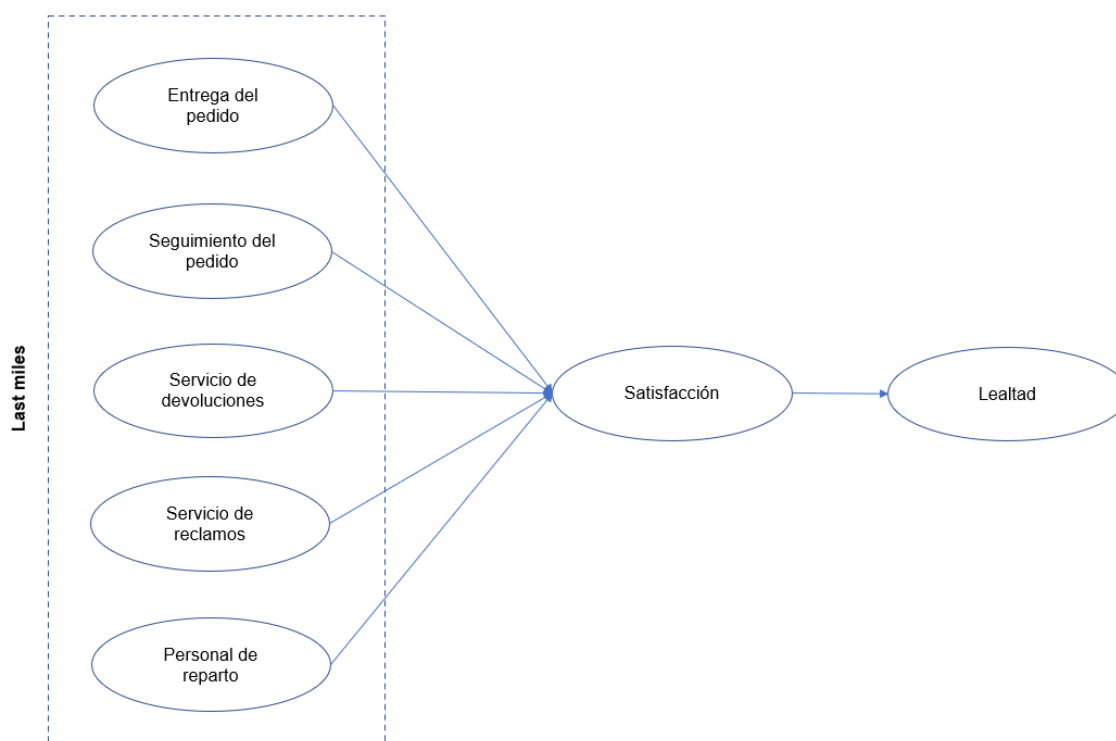 Entrega del
pedido
Seguimiento del
pedido
Last miles
Servicio de
devoluciones
Satisfacción
Lealtad
Servicio de
reclamos
Personal de
reparto